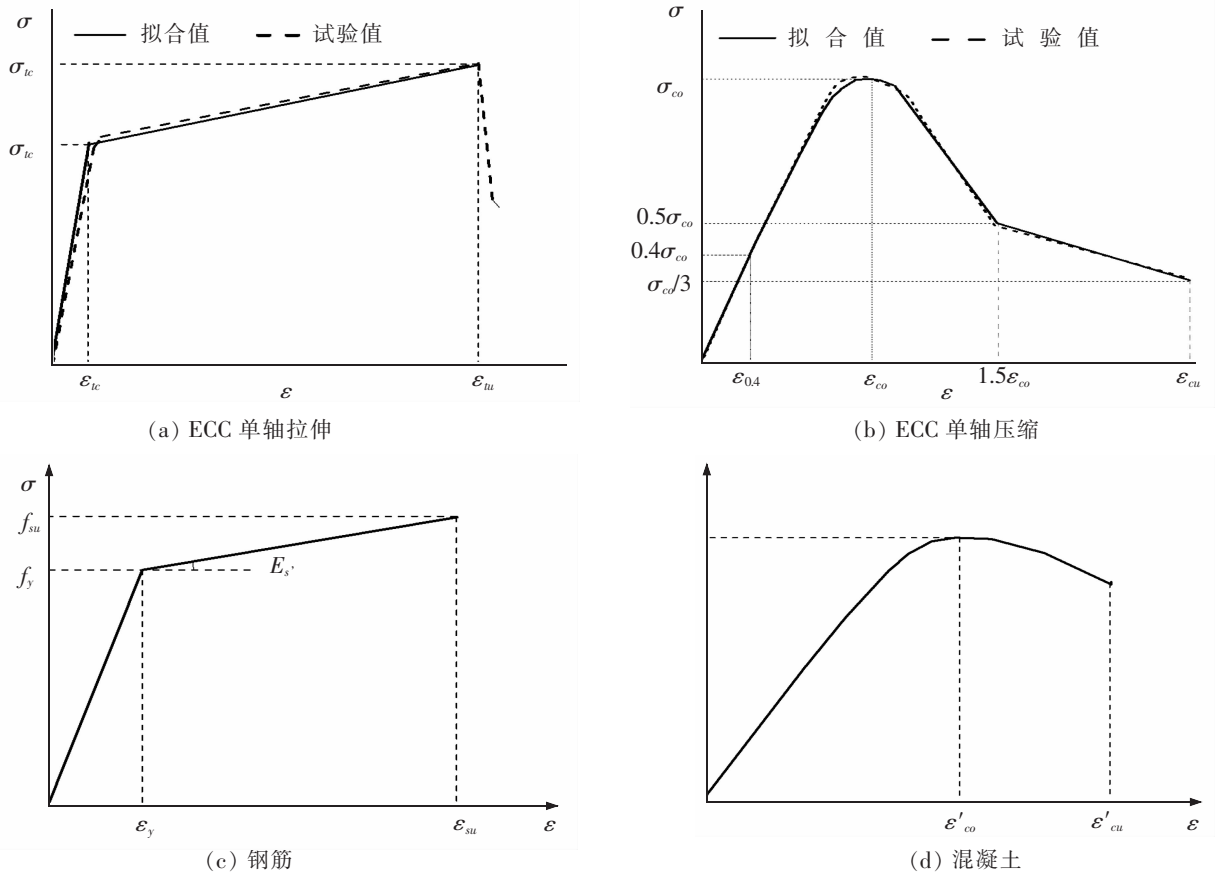 σ
拟合值 试验值
σtc
σtc
εtc εtu
ε
(a) ECC 单轴拉伸
σ
拟 合 值 试 验 值
σco
0.5σco
0.4σco
σco/3
ε0.4 εco 1.5εco εcu
ε
(b) ECC 单轴压缩
σ
fsu
fy
Es'
εy εsu ε
(c) 钢筋
ε'co ε'cu ε
(d) 混凝土